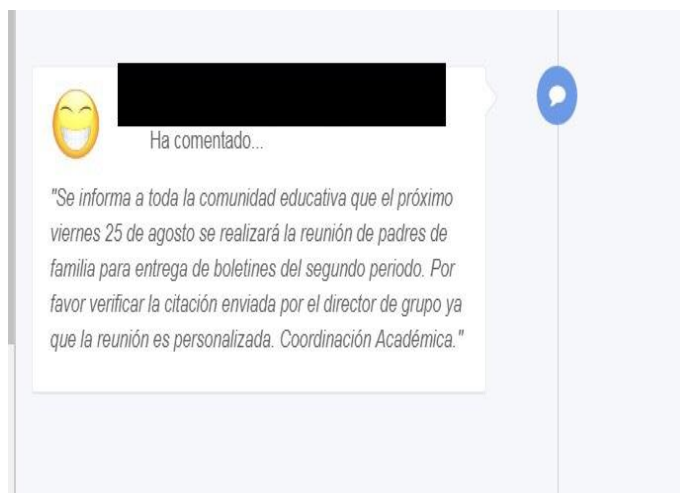 Ha comentado...
"Se informa a toda la comunidad educativa que el próximo
viernes 25 de agosto se realizará la reunión de padres de
familia para entrega de boletines del segundo periodo. Por
favor verificar la citación enviada por el director de grupo ya
que la reunión es personalizada. Coordinación Académica."